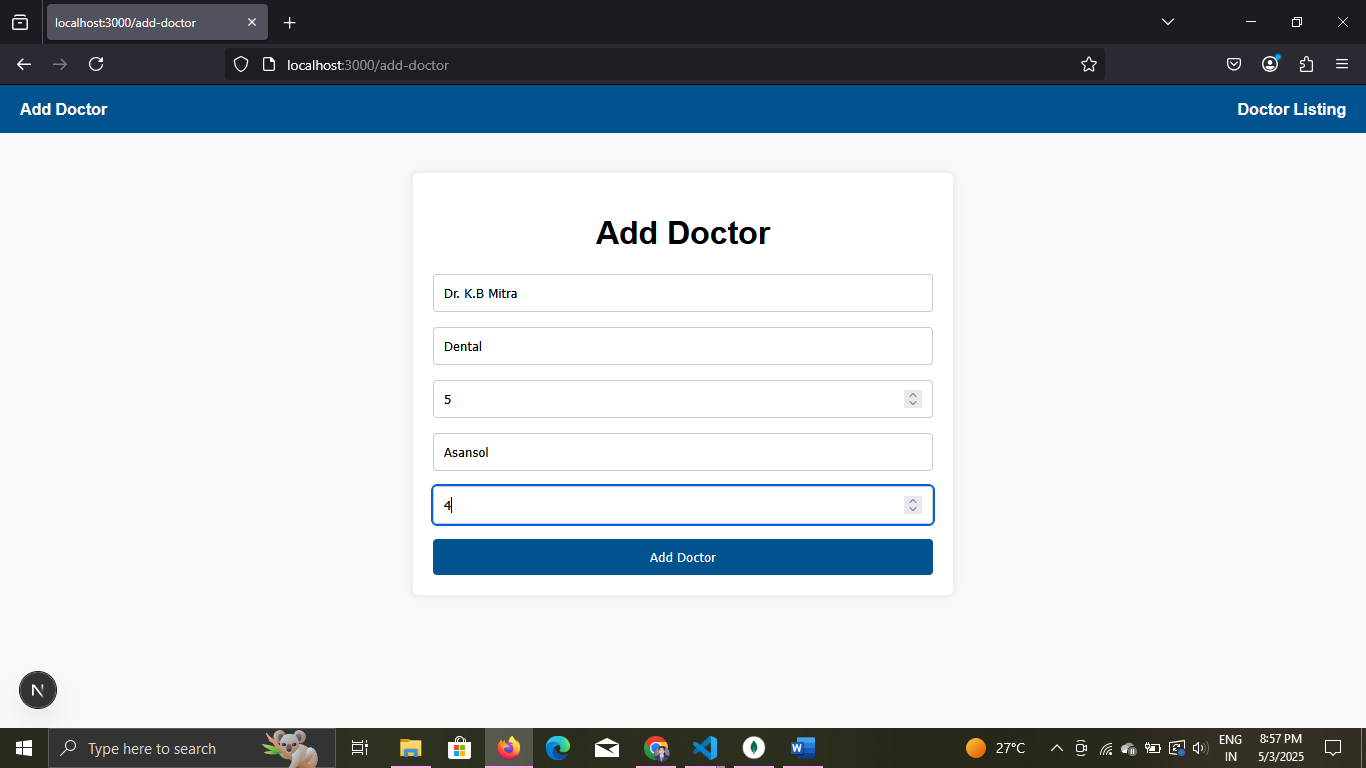 localhost:3000/add-doctor
localhost:3000/add-doctor
Add Doctor
Doctor Listing
Add Doctor
Dr. K.B Mitra
Dental
5
Asansol
4
Add Doctor
N
Type here to search
27°C
ENG
IN
8:57 PM
5/3/2025